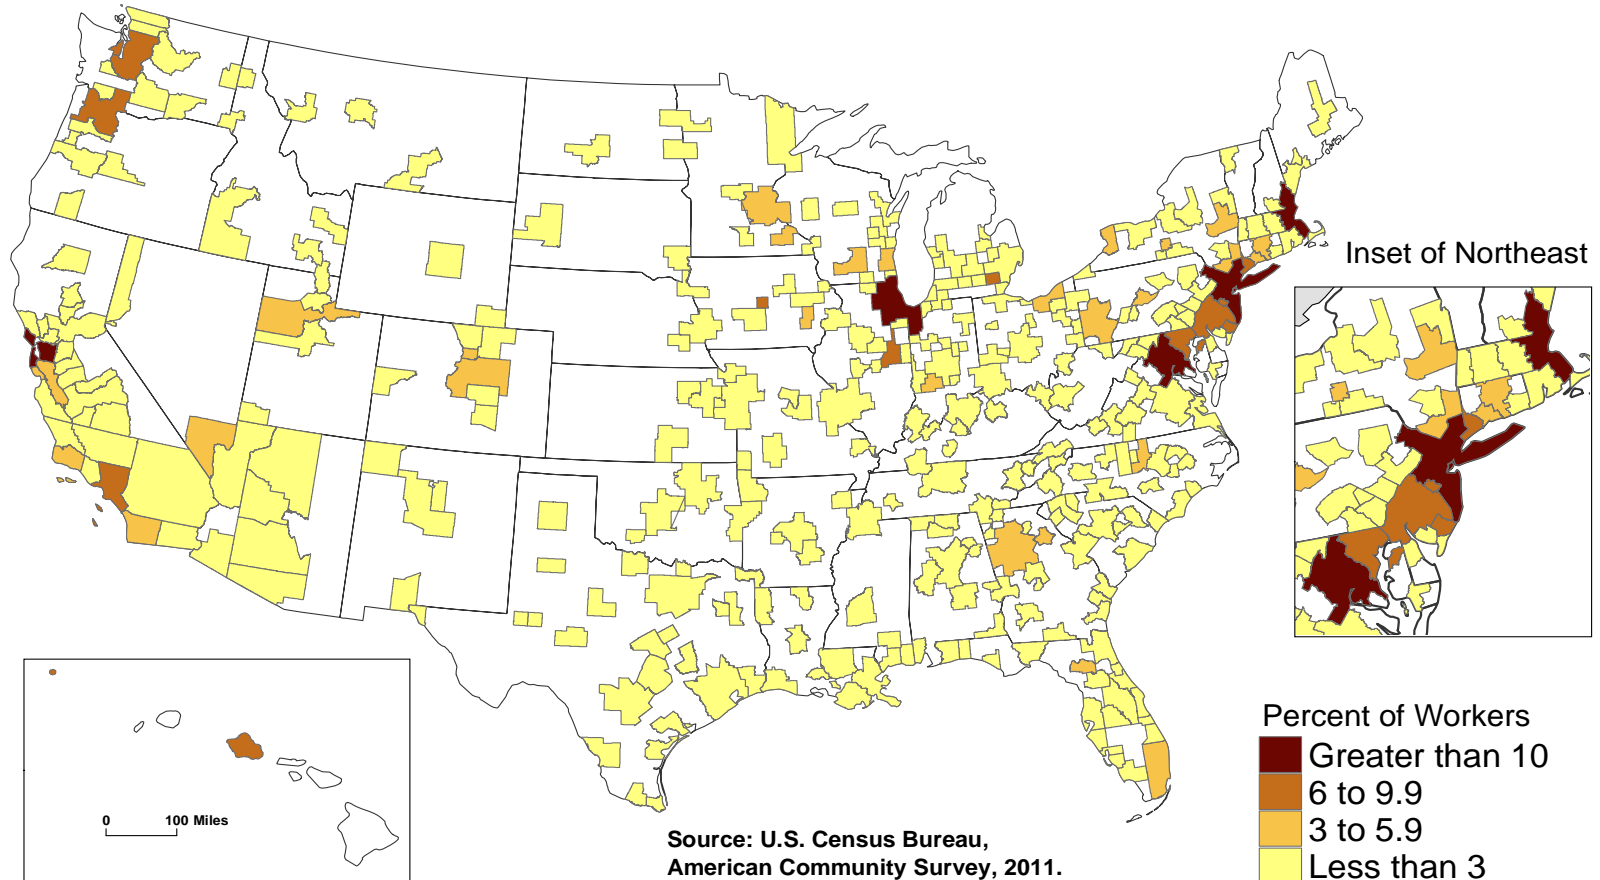 Inset of Northeast
Percent of Workers
Greater than 10
6 to 9.9
3 to 5.9
Less than 3
0 100 Miles
Source: U.S. Census Bureau,
American Community Survey, 2011.